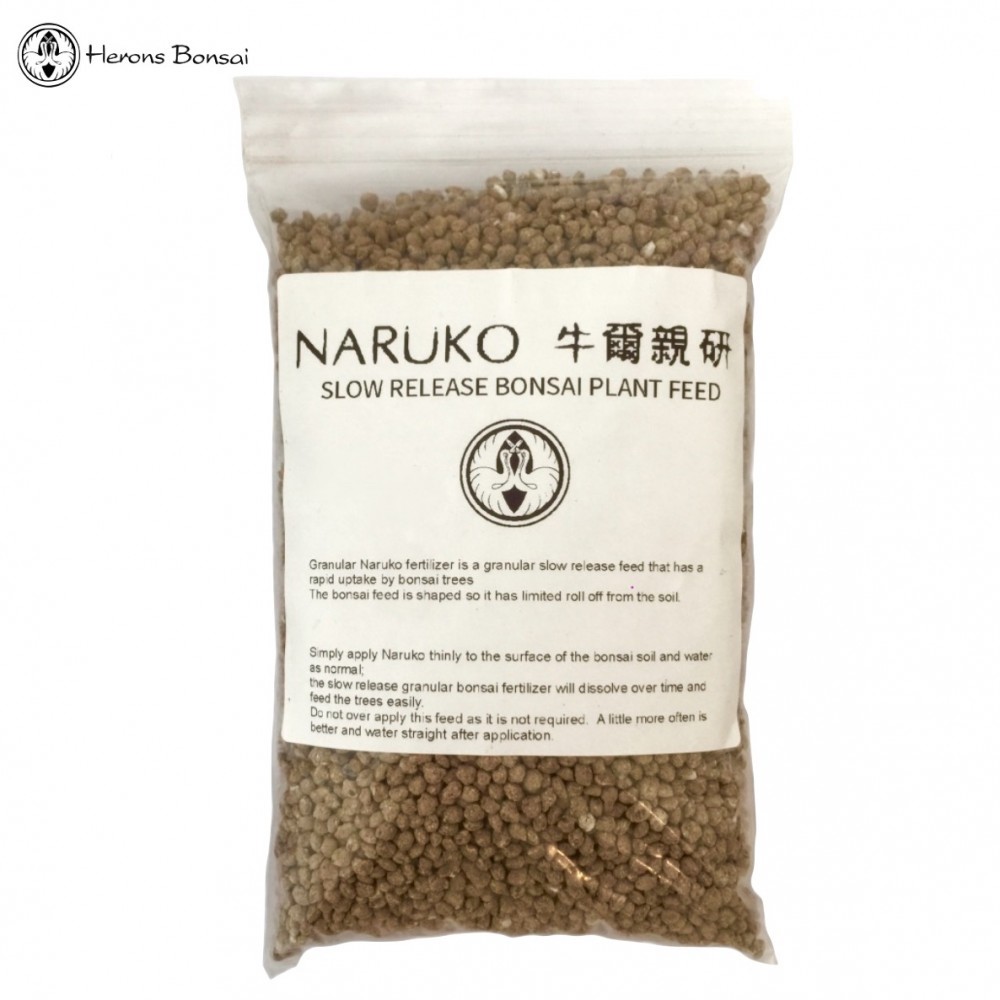 Herons Bonsai
NARUKO 牛爾親研
SLOW RELEASE BONSAI PLANT FEED
Granular Naruko fertilizer is a granular slow release feed that has a
rapid uptake by bonsai trees
The bonsai feed is shaped so it has limited roll off from the soil.
Simply apply Naruko thinly to the surface of the bonsai soil and water
as normal;
the slow release granular bonsai fertilizer will dissolve over time and
feed the trees easily.
Do not over apply this feed as it is not required. A little more often is
better and water straight after application.